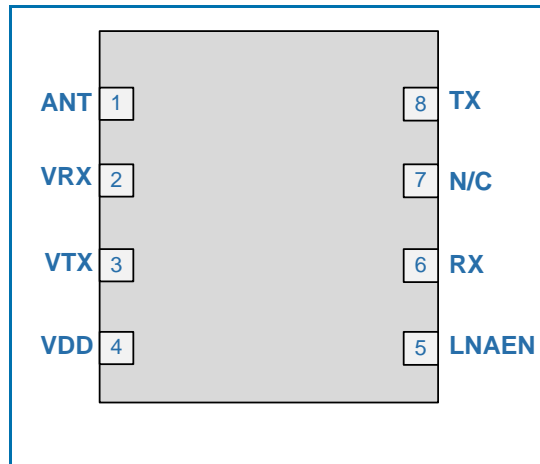 ANT 1 8 TX
VRX 2 7 N/C
VTX 3 6 RX
VDD 4 5 LNAEN